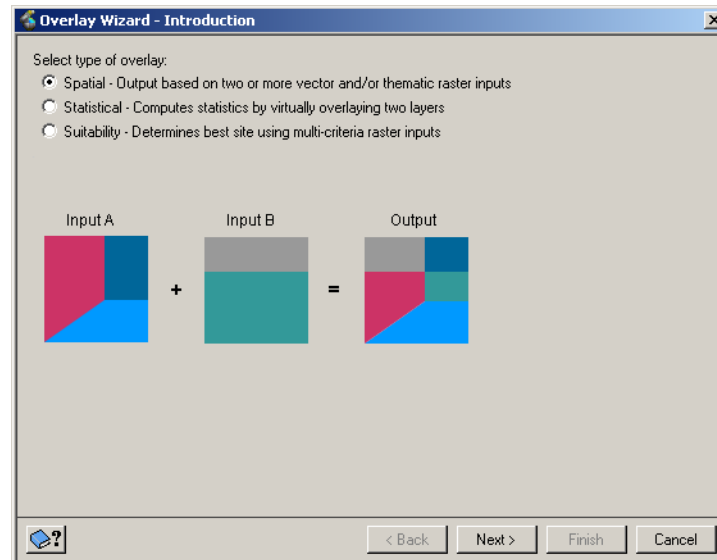 Overlay Wizard - Introduction
Select type of overlay:
Spatial - Output based on two or more vector and/or thematic raster inputs
Statistical - Computes statistics by virtually overlaying two layers
Suitability - Determines best site using multi-criteria raster inputs
Input A Input B Output
+ =
? < Back Next > Finish Cancel